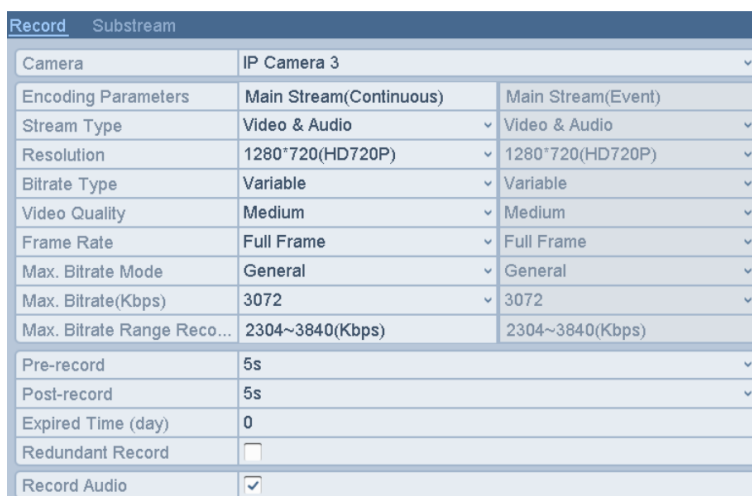 Record Substream
Camera IP Camera 3
Encoding Parameters Main Stream(Continuous) Main Stream(Event)
Stream Type Video & Audio Video & Audio
Resolution 1280*720(HD720P) 1280*720(HD720P)
Bitrate Type Variable Variable
Video Quality Medium Medium
Frame Rate Full Frame Full Frame
Max. Bitrate Mode General General
Max. Bitrate(Kbps) 3072 3072
Max. Bitrate Range Reco... 2304~3840(Kbps) 2304~3840(Kbps)
Pre-record 5s
Post-record 5s
Expired Time (day) 0
Redundant Record
Record Audio